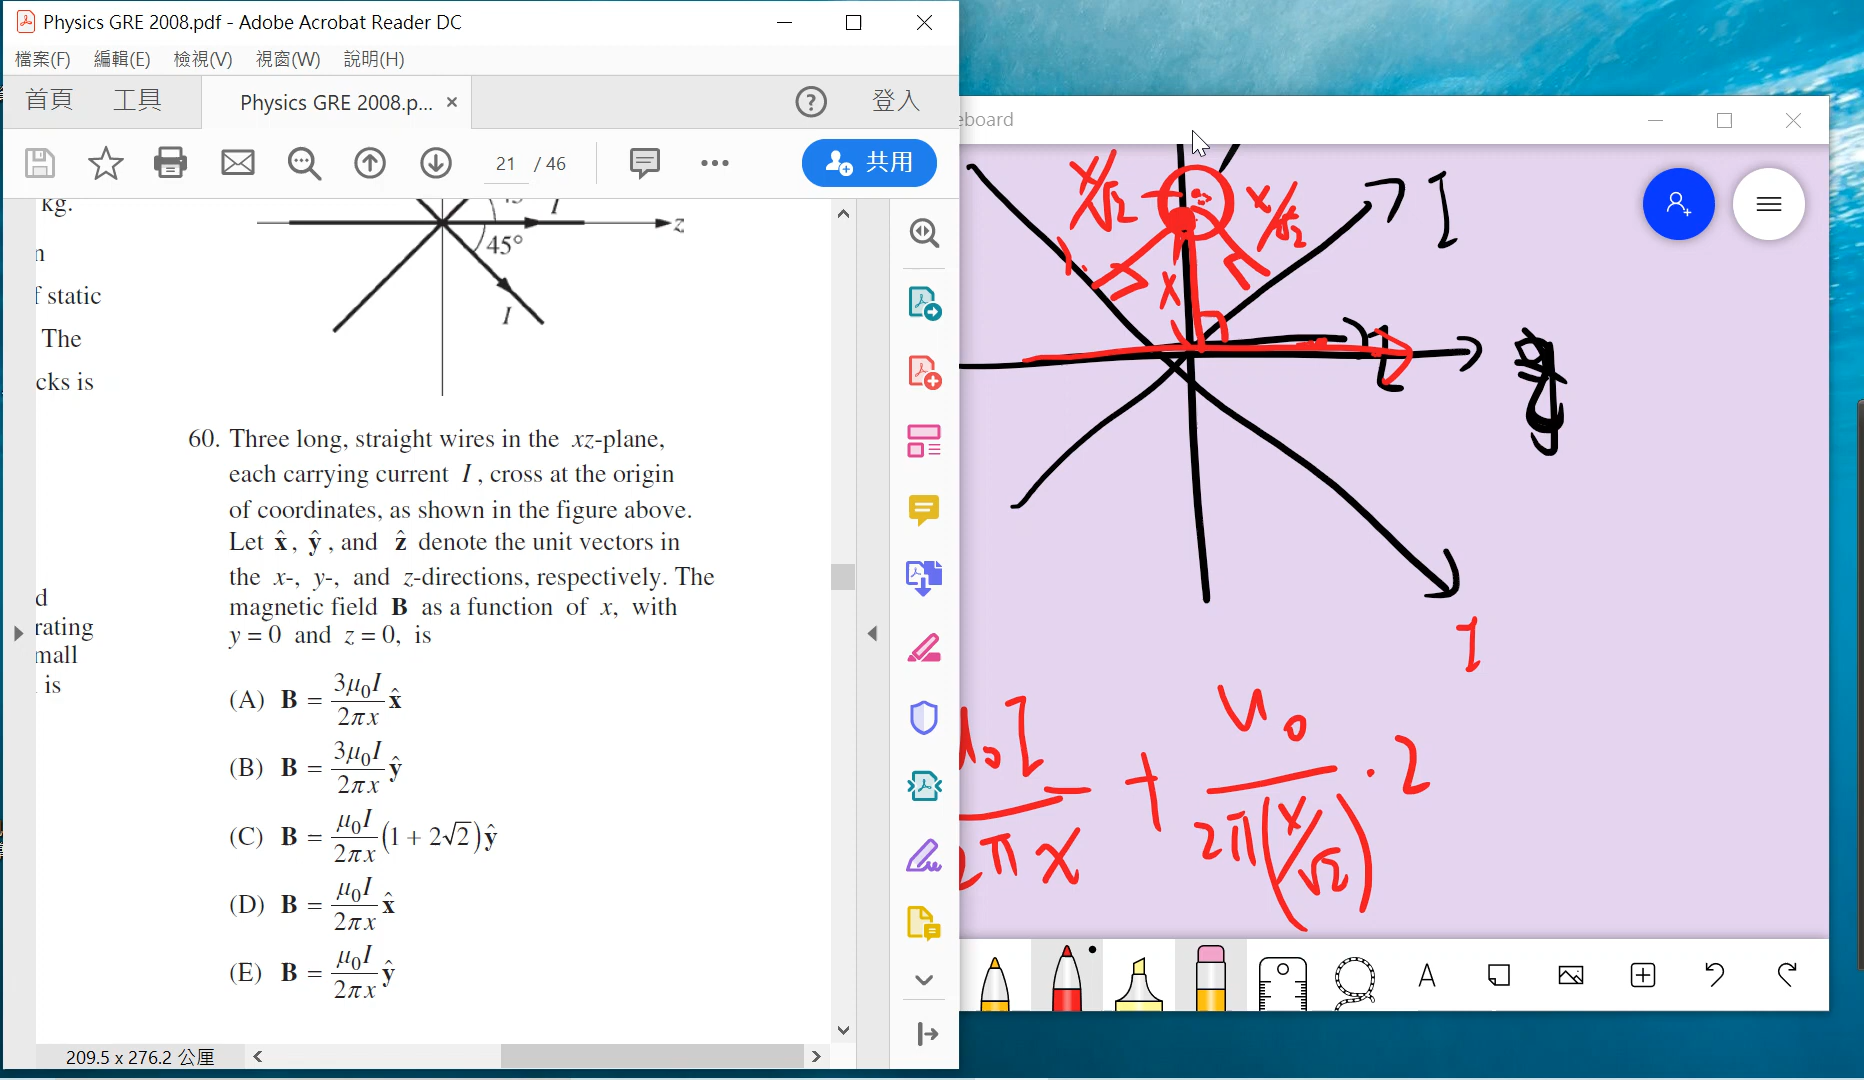 Physics GRE 2008.pdf - Adobe Acrobat Reader DC
檔案(F) 編輯(E) 檢視(V) 視窗(W) 說明(H)
首頁 工具 Physics GRE 2008.p... × ? 登入
21 / 46 共用
kg.
f static
The
cks is
d
rating
mall
is
I
z
45°
I
60. Three long, straight wires in the xz-plane,
each carrying current I, cross at the origin
of coordinates, as shown in the figure above.
Let x̂, ŷ, and ẑ denote the unit vectors in
the x-, y-, and z-directions, respectively. The
magnetic field B as a function of x, with
y = 0 and z = 0, is
(A) B = 3μ₀I/2πx x̂
(B) B = 3μ₀I/2πx ŷ
(C) B = μ₀I/2πx (1 + 2√2) ŷ
(D) B = μ₀I/2πx x̂
(E) B = μ₀I/2πx ŷ
209.5 x 276.2 公厘
eboard
x/√2
x/√2
x
I
I
μ₀I/2πx + μ₀/2π(x/√2) · 2
A